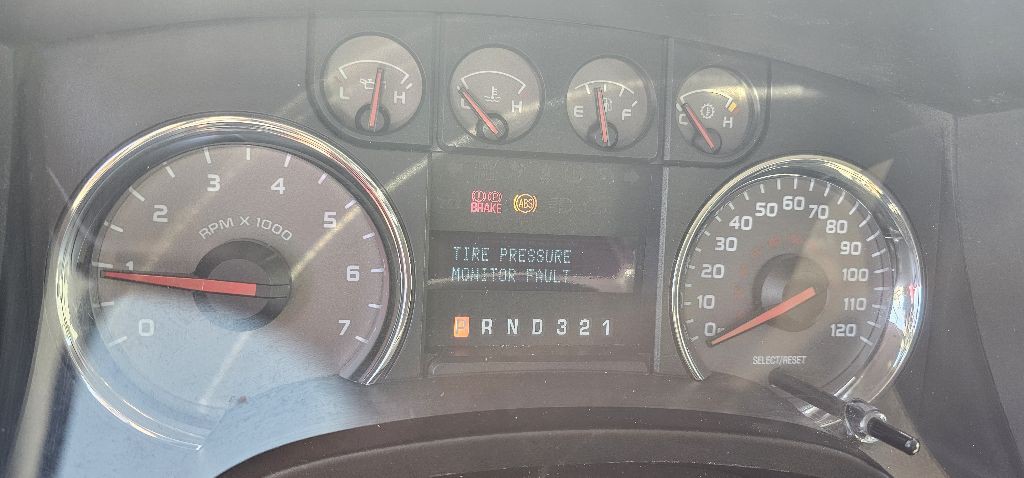 L H
C H
E F
C H
BRAKE
ABS
TIRE PRESSURE
MONITOR FAULT
P R N D 3 2 1
RPM X 1000
0 1 2 3 4 5 6 7
0 10 20 30 40 50 60 70 80 90 100 110 120
SELECT/RESET